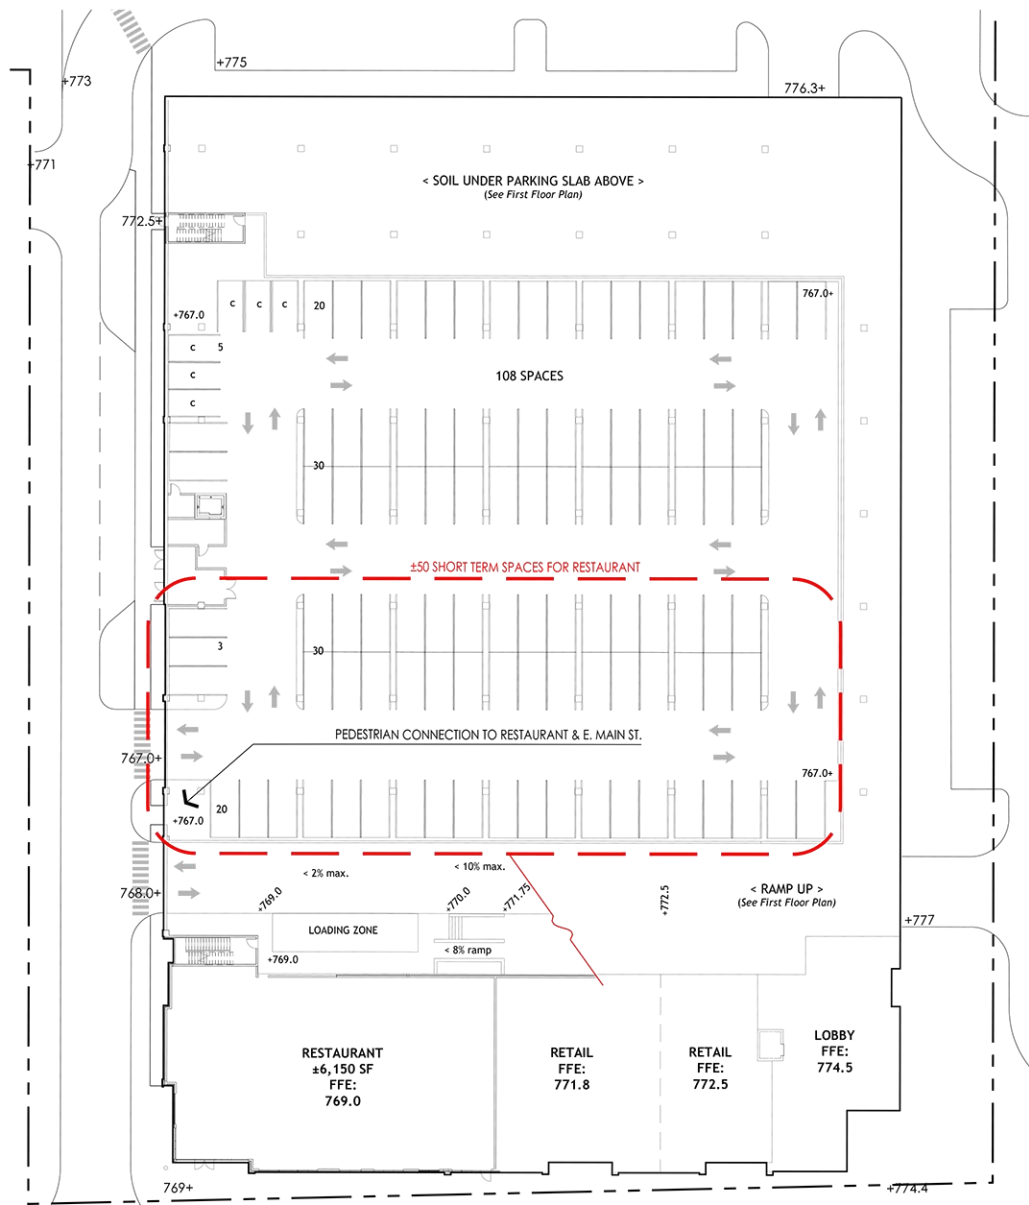 +775
+773
776.3+
+771
< SOIL UNDER PARKING SLAB ABOVE >
(See First Floor Plan)
772.5+
C
C
C
20
767.0+
+767.0
C
5
C
C
108 SPACES
30
±50 SHORT TERM SPACES FOR RESTAURANT
3
30
PEDESTRIAN CONNECTION TO RESTAURANT & E. MAIN ST.
767.0+
767.0+
20
+767.0
< 2% max.
< 10% max.
768.0+
+769.0
+770.0
+771.75
+772.5
< RAMP UP >
(See First Floor Plan)
+777
LOADING ZONE
< 8% ramp
+769.0
RESTAURANT
±6,150 SF
FFE:
769.0
RETAIL
FFE:
771.8
RETAIL
FFE:
772.5
LOBBY
FFE:
774.5
769+
+774.4